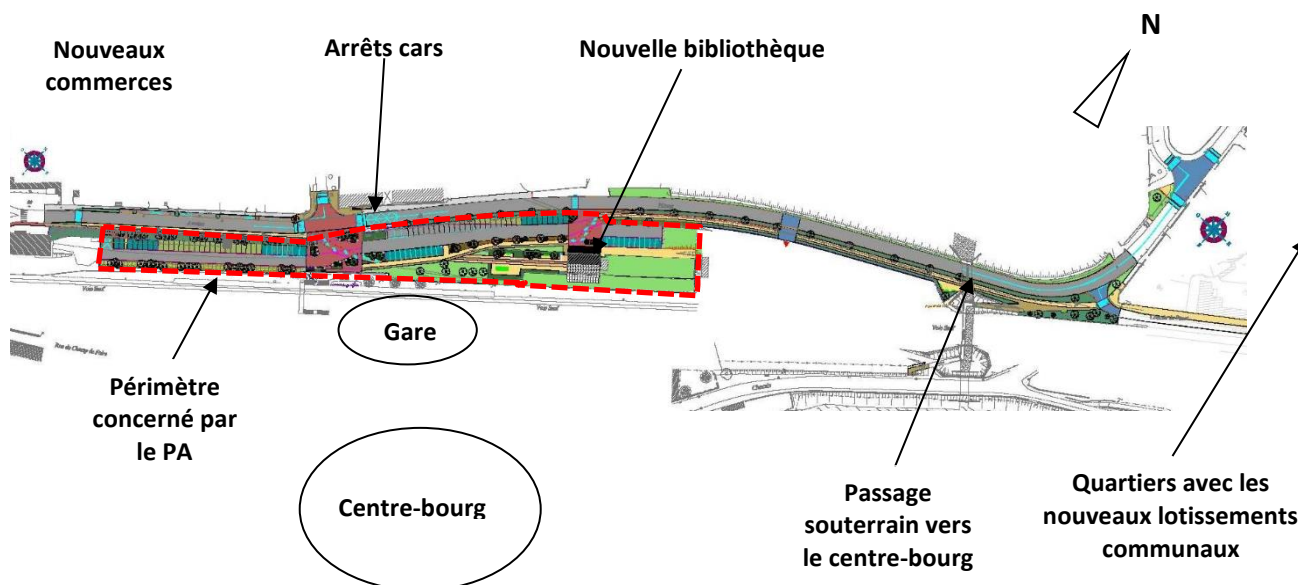 N
Nouveaux
commerces
Arrêts cars
Nouvelle bibliothèque
Gare
Périmètre
concerné par
le PA
Centre-bourg
Passage
souterrain vers
le centre-bourg
Quartiers avec les
nouveaux lotissements
communaux